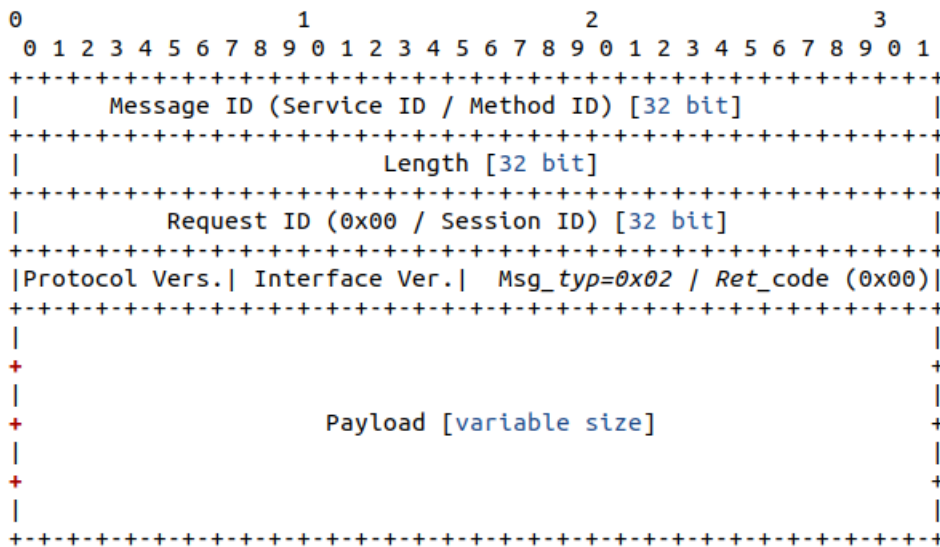 0                   1                   2                   3
 0 1 2 3 4 5 6 7 8 9 0 1 2 3 4 5 6 7 8 9 0 1 2 3 4 5 6 7 8 9 0 1
+-+-+-+-+-+-+-+-+-+-+-+-+-+-+-+-+-+-+-+-+-+-+-+-+-+-+-+-+-+-+-+-+
|      Message ID (Service ID / Method ID) [32 bit]             |
+-+-+-+-+-+-+-+-+-+-+-+-+-+-+-+-+-+-+-+-+-+-+-+-+-+-+-+-+-+-+-+-+
|                         Length [32 bit]                       |
+-+-+-+-+-+-+-+-+-+-+-+-+-+-+-+-+-+-+-+-+-+-+-+-+-+-+-+-+-+-+-+-+
|          Request ID (0x00 / Session ID) [32 bit]              |
+-+-+-+-+-+-+-+-+-+-+-+-+-+-+-+-+-+-+-+-+-+-+-+-+-+-+-+-+-+-+-+-+
|Protocol Vers.| Interface Ver.|  Msg_typ=0x02 | Ret_code (0x00)|
+-+-+-+-+-+-+-+-+-+-+-+-+-+-+-+-+-+-+-+-+-+-+-+-+-+-+-+-+-+-+-+-+
|                                                               |
+                                                               +
|                                                               |
+                     Payload [variable size]                   +
|                                                               |
+                                                               +
|                                                               |
+-+-+-+-+-+-+-+-+-+-+-+-+-+-+-+-+-+-+-+-+-+-+-+-+-+-+-+-+-+-+-+-+